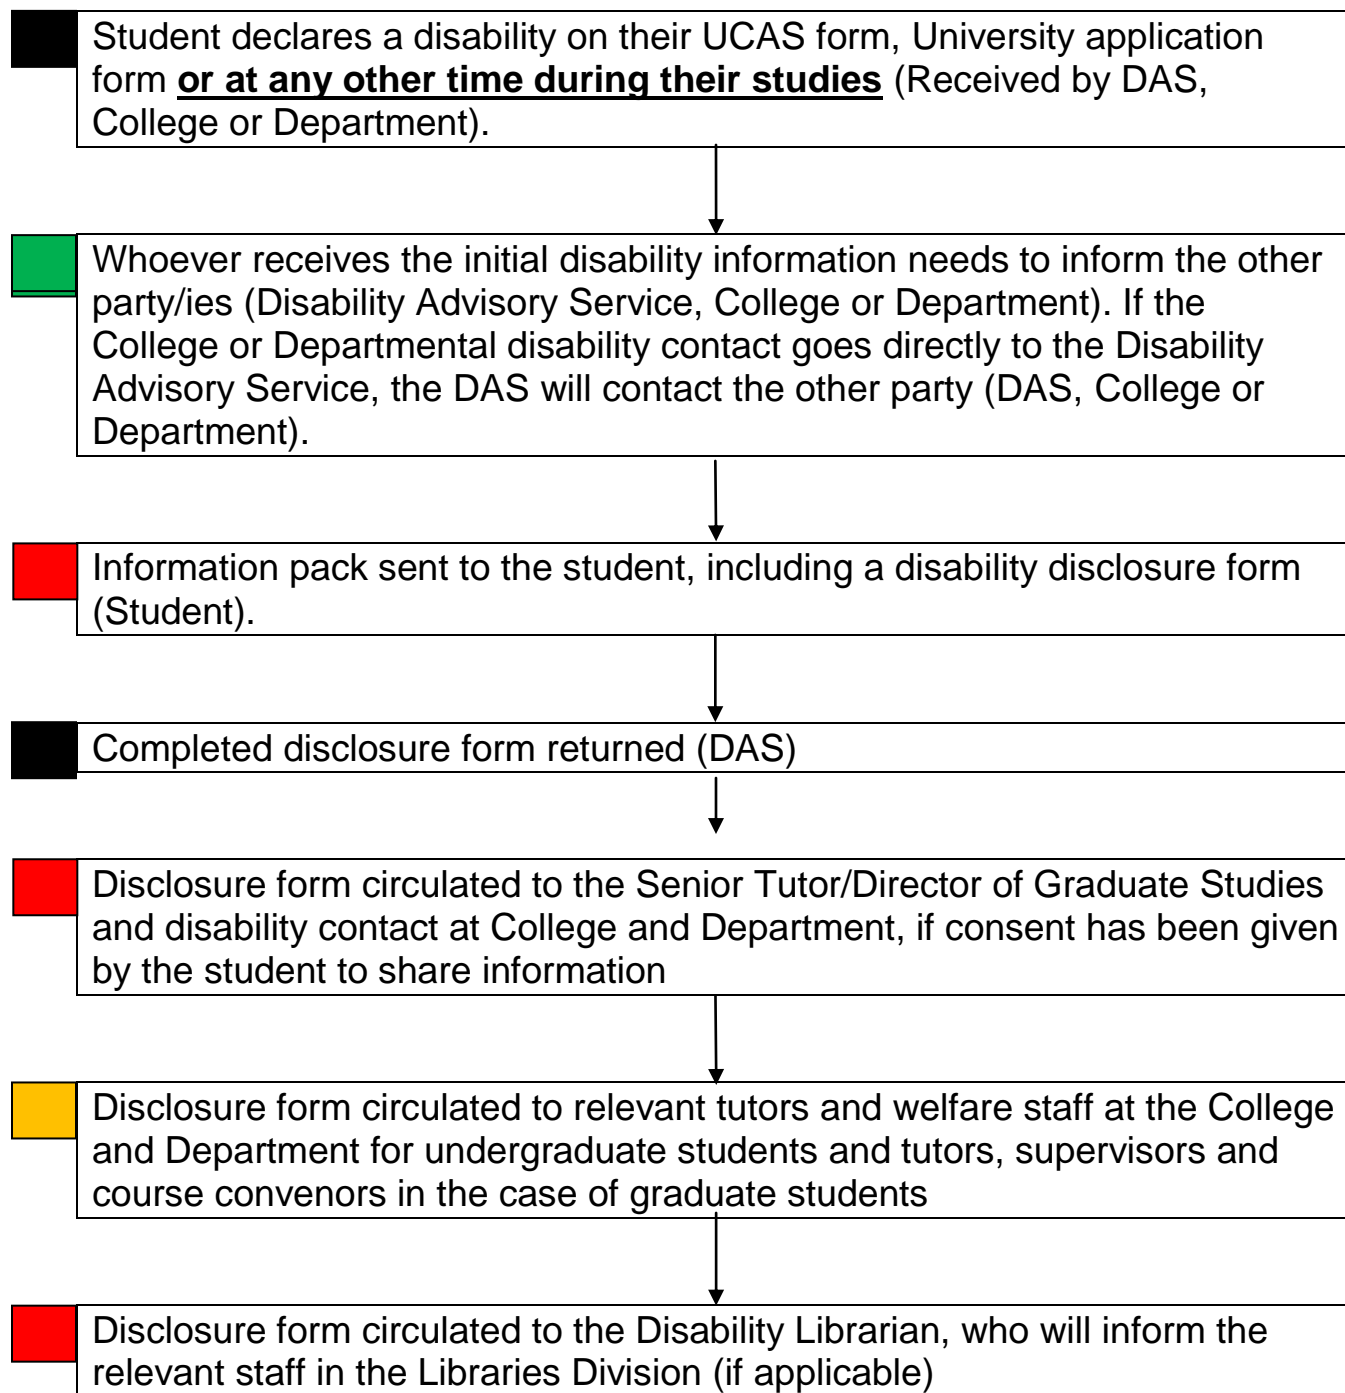 Student declares a disability on their UCAS form, University application
form or at any other time during their studies (Received by DAS,
College or Department).
Whoever receives the initial disability information needs to inform the other
party/ies (Disability Advisory Service, College or Department). If the
College or Departmental disability contact goes directly to the Disability
Advisory Service, the DAS will contact the other party (DAS, College or
Department).
Information pack sent to the student, including a disability disclosure form
(Student).
Completed disclosure form returned (DAS)
Disclosure form circulated to the Senior Tutor/Director of Graduate Studies
and disability contact at College and Department, if consent has been given
by the student to share information
Disclosure form circulated to relevant tutors and welfare staff at the College
and Department for undergraduate students and tutors, supervisors and
course convenors in the case of graduate students
Disclosure form circulated to the Disability Librarian, who will inform the
relevant staff in the Libraries Division (if applicable)